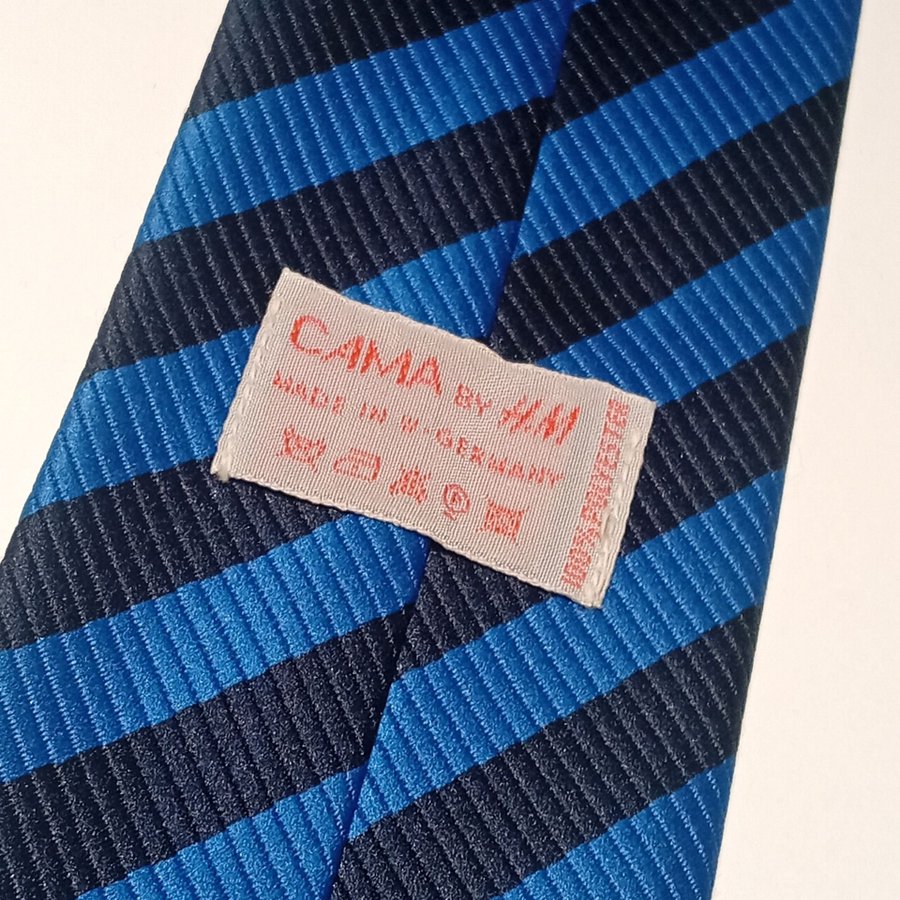 CAMA BY H&M
MADE IN W-GERMANY
100% POLYESTER